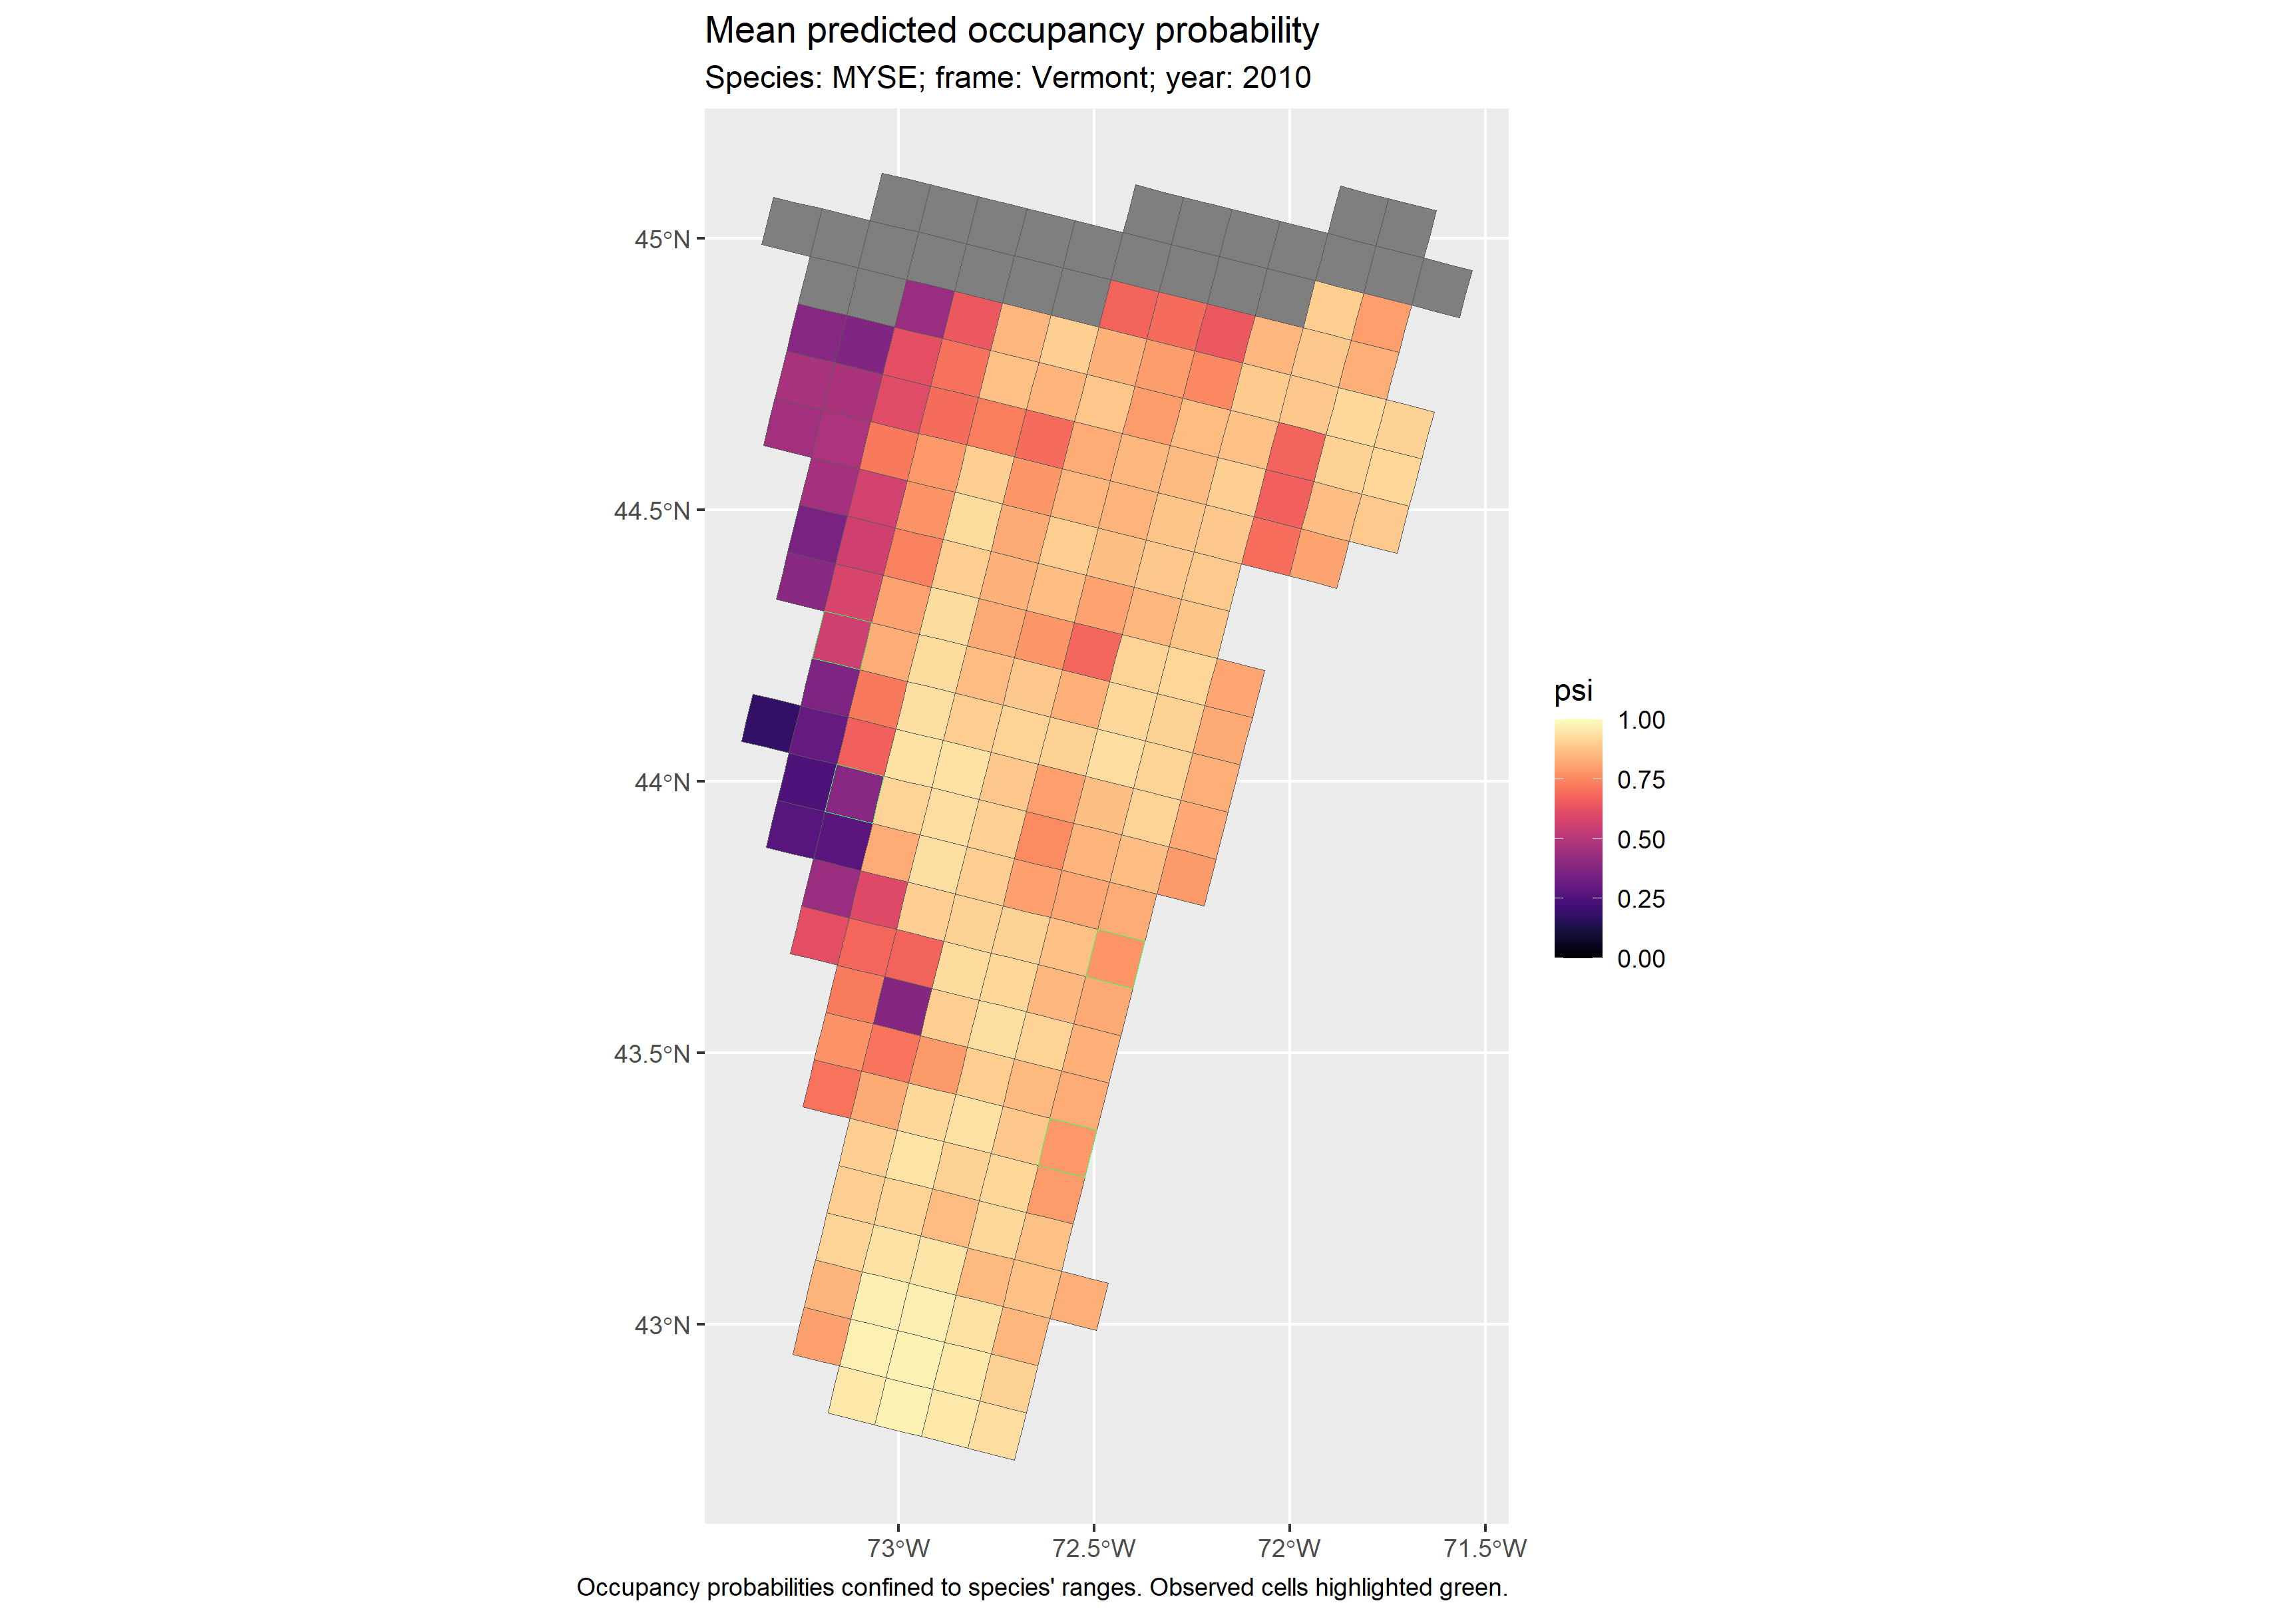 Mean predicted occupancy probability
Species: MYSE; frame: Vermont; year: 2010
45°N
44.5°N
44°N
43.5°N
43°N
73°W
72.5°W
72°W
71.5°W
psi
1.00
0.75
0.50
0.25
0.00
Occupancy probabilities confined to species' ranges. Observed cells highlighted green.